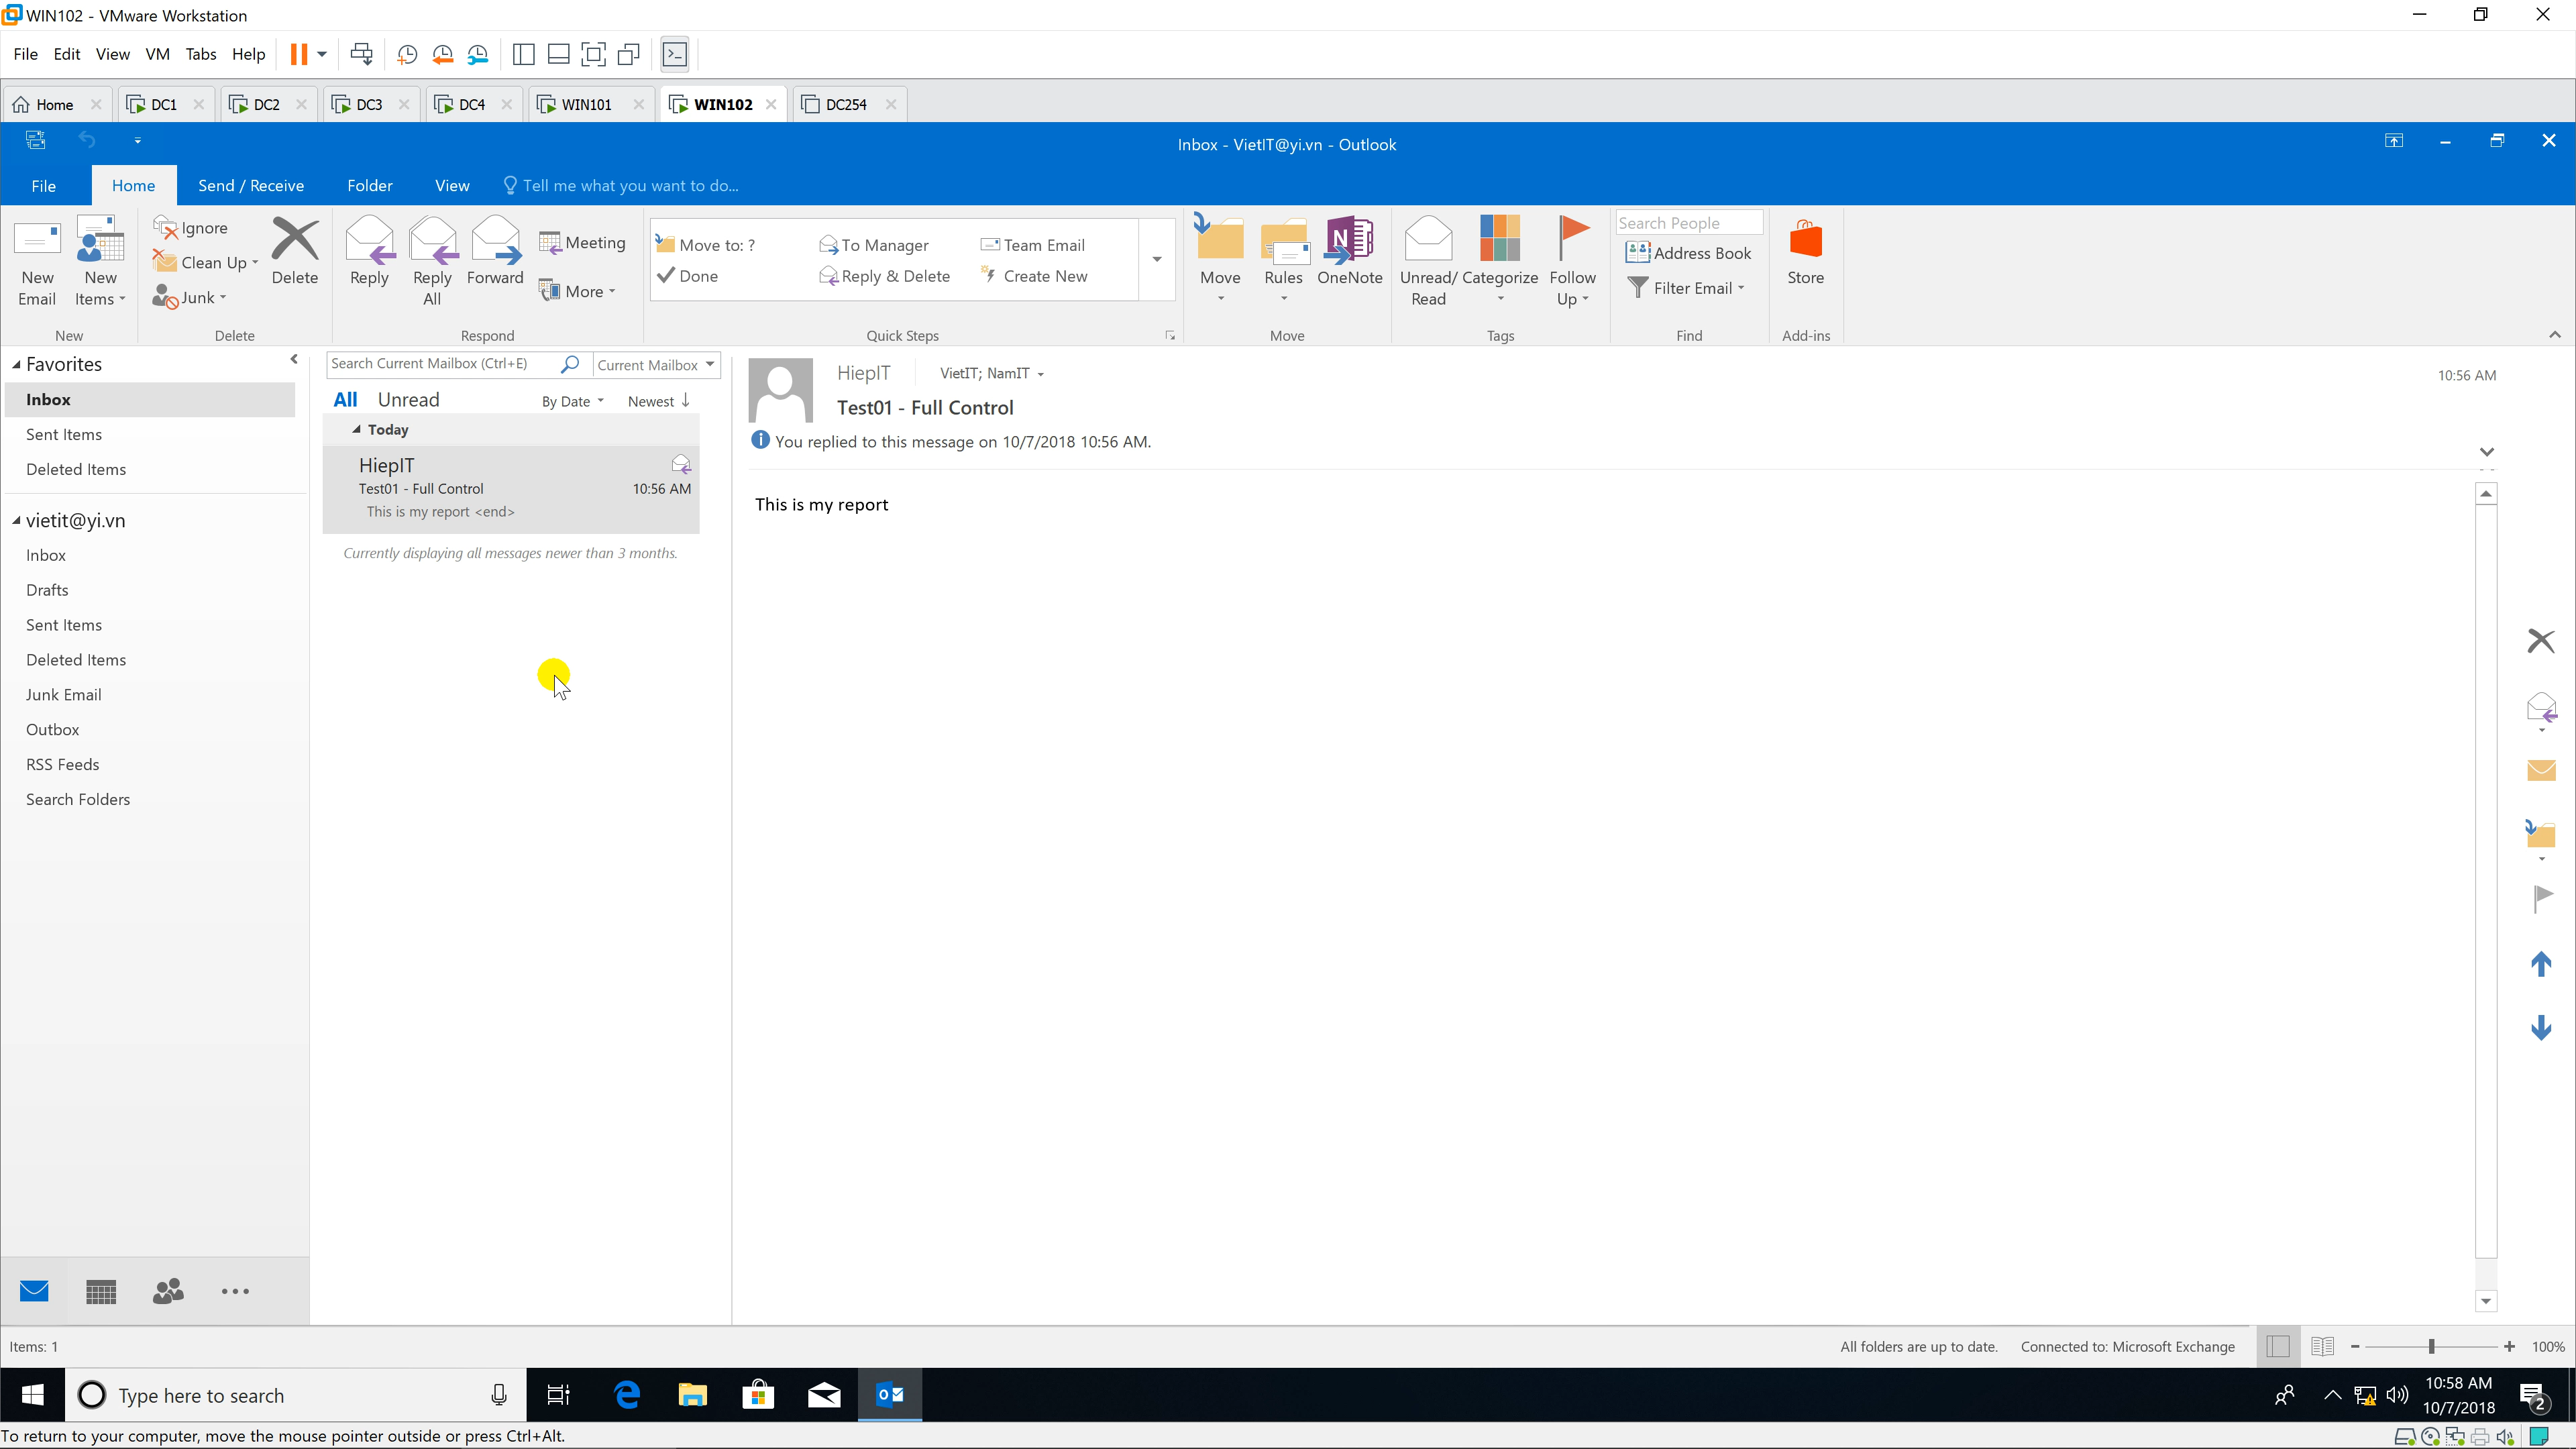 WIN102 - VMware Workstation
File Edit View VM Tabs Help
Home DC1 DC2 DC3 DC4 WIN101 WIN102 DC254
Inbox - VietIT@yi.vn - Outlook
File Home Send / Receive Folder View Tell me what you want to do...
New Email
New Items
Ignore
Clean Up
Junk
Delete
Reply
Reply All
Forward
Meeting
More
Move to: ? To Manager Team Email
Done Reply & Delete Create New
Move
Rules
OneNote
Unread/ Read
Categorize
Follow Up
Search People
Address Book
Filter Email
Store
New Delete Respond Quick Steps Move Tags Find Add-ins
Favorites
Inbox
Sent Items
Deleted Items
vietit@yi.vn
Inbox
Drafts
Sent Items
Deleted Items
Junk Email
Outbox
RSS Feeds
Search Folders
Search Current Mailbox (Ctrl+E) Current Mailbox
All Unread By Date Newest
Today
HiepIT
Test01 - Full Control 10:56 AM
This is my report <end>
Currently displaying all messages newer than 3 months.
HiepIT VietIT; NamIT 10:56 AM
Test01 - Full Control
You replied to this message on 10/7/2018 10:56 AM.
This is my report
Items: 1 All folders are up to date. Connected to: Microsoft Exchange 100%
Type here to search
10:58 AM
10/7/2018
2
To return to your computer, move the mouse pointer outside or press Ctrl+Alt.